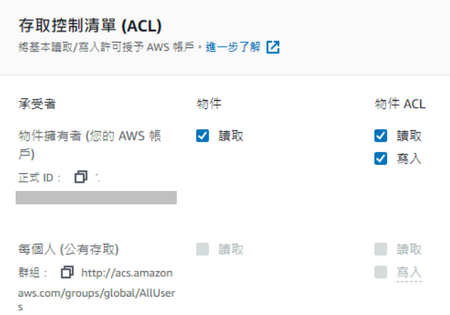 存取控制清單 (ACL)
將基本讀取/寫入許可授予 AWS 帳戶。進一步了解
承受者 物件 物件 ACL
物件擁有者 (您的 AWS 帳 讀取 讀取
戶) 寫入
正式 ID：
每個人 (公有存取) 讀取 讀取
群組： http://acs.amazon 寫入
aws.com/groups/global/AllUser
s